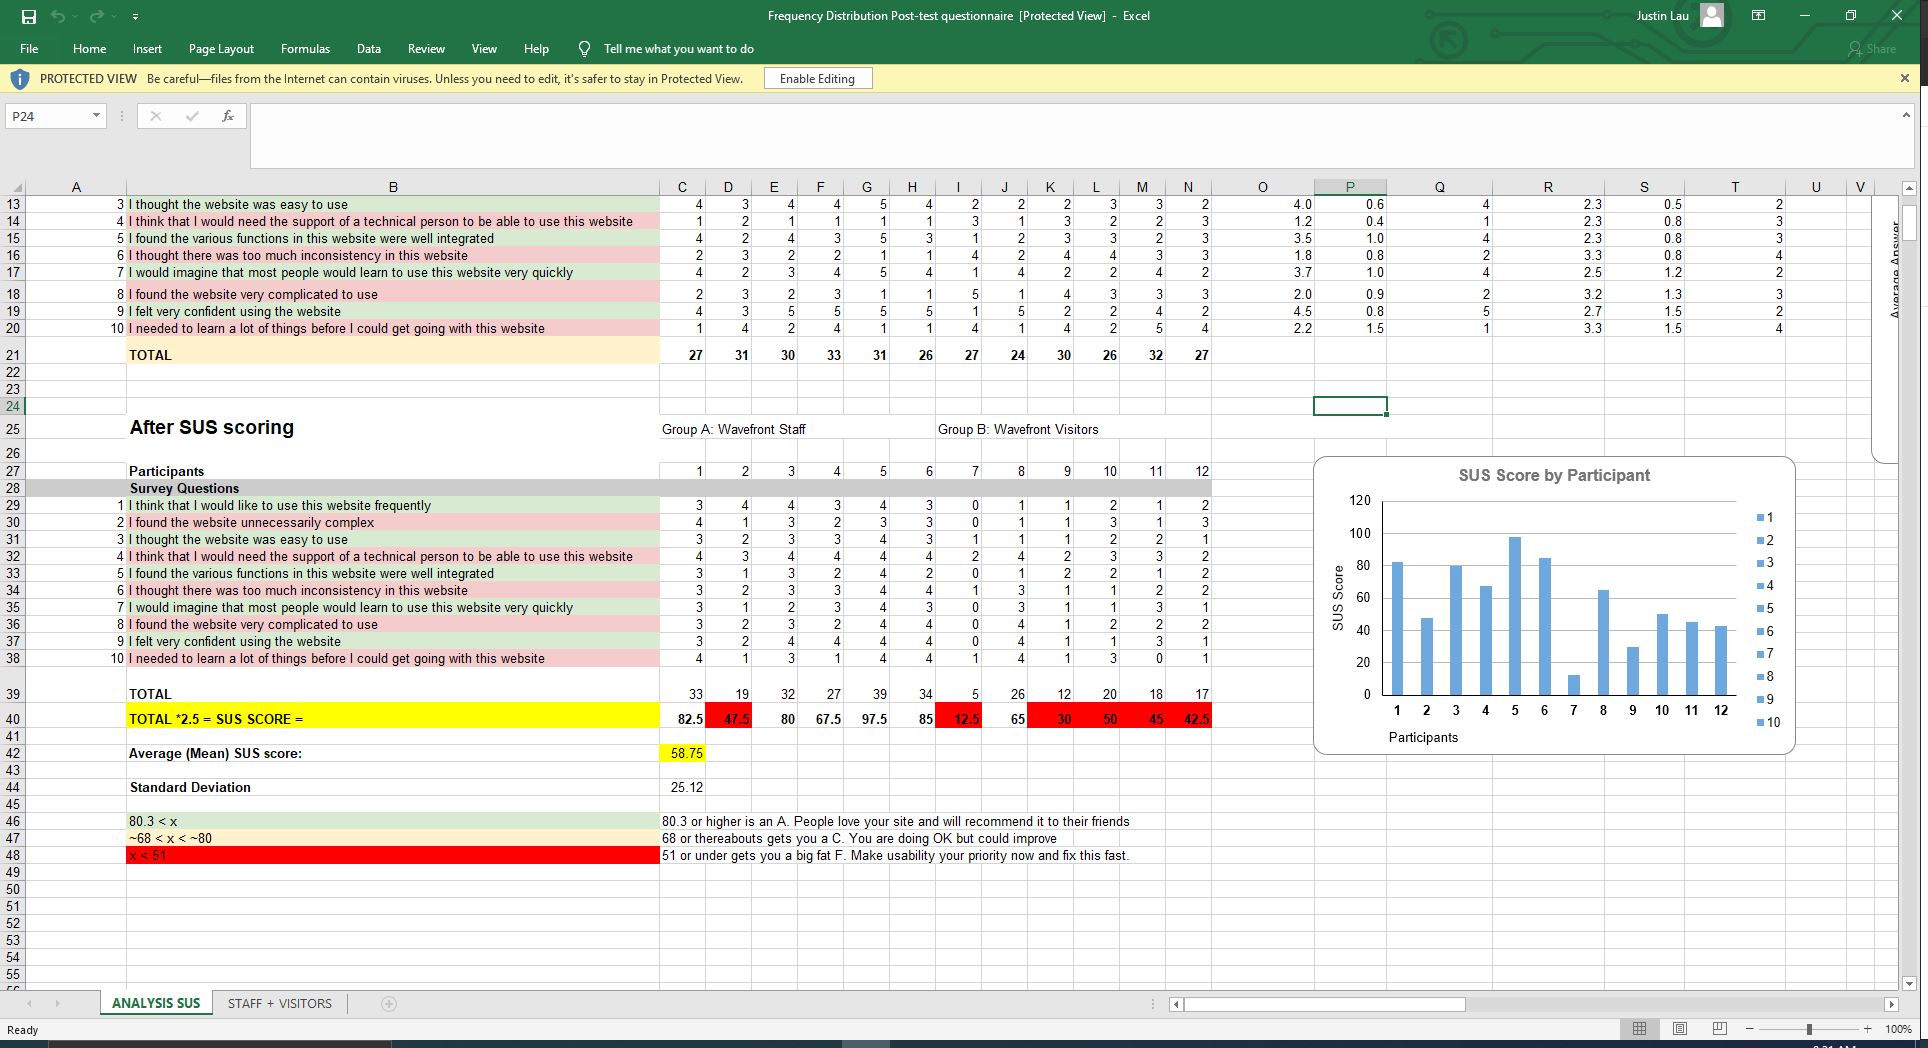 Frequency Distribution Post-test questionnaire [Protected View] - Excel
Justin Lau
File Home Insert Page Layout Formulas Data Review View Help Tell me what you want to do
Share
PROTECTED VIEW Be careful—files from the Internet can contain viruses. Unless you need to edit, it's safer to stay in Protected View. Enable Editing
P24 fx
A B C D E F G H I J K L M N O P Q R S T U V
13 3 I thought the website was easy to use 4 3 4 4 5 4 2 2 2 3 3 2 4.0 0.6 4 2.3 0.5 2
14 4 I think that I would need the support of a technical person to be able to use this website 1 2 1 1 1 1 3 1 3 2 2 3 1.2 0.4 1 2.3 0.8 3
15 5 I found the various functions in this website were well integrated 4 2 4 3 5 3 1 2 3 3 2 3 3.5 1.0 4 2.3 0.8 3
16 6 I thought there was too much inconsistency in this website 2 3 2 2 1 1 4 2 4 4 3 3 1.8 0.8 2 3.3 0.8 4
17 7 I would imagine that most people would learn to use this website very quickly 4 2 3 4 5 4 1 4 2 2 4 2 3.7 1.0 4 2.5 1.2 2
18 8 I found the website very complicated to use 2 3 2 3 1 1 5 1 4 3 3 3 2.0 0.9 2 3.2 1.3 3
19 9 I felt very confident using the website 4 3 5 5 5 5 1 5 2 2 4 2 4.5 0.8 5 2.7 1.5 2
20 10 I needed to learn a lot of things before I could get going with this website 1 4 2 4 1 1 4 1 4 2 5 4 2.2 1.5 1 3.3 1.5 4
Average Answer
21 TOTAL 27 31 30 33 31 26 27 24 30 26 32 27
22
23
24
25 After SUS scoring Group A: Wavefront Staff Group B: Wavefront Visitors
26
27 Participants 1 2 3 4 5 6 7 8 9 10 11 12
28 Survey Questions
29 1 I think that I would like to use this website frequently 3 4 4 3 4 3 0 1 1 2 1 2
30 2 I found the website unnecessarily complex 4 1 3 2 3 3 0 1 1 3 1 3
31 3 I thought the website was easy to use 3 2 3 3 4 3 1 1 1 2 2 1
32 4 I think that I would need the support of a technical person to be able to use this website 4 3 4 4 4 4 2 4 2 3 3 2
33 5 I found the various functions in this website were well integrated 3 1 3 2 4 2 0 1 2 2 1 2
34 6 I thought there was too much inconsistency in this website 3 2 3 3 4 4 1 3 1 1 2 2
35 7 I would imagine that most people would learn to use this website very quickly 3 1 2 3 4 3 0 3 1 1 3 1
36 8 I found the website very complicated to use 3 2 3 2 4 4 0 4 1 2 2 2
37 9 I felt very confident using the website 3 2 4 4 4 4 0 4 1 1 3 1
38 10 I needed to learn a lot of things before I could get going with this website 4 1 3 1 4 4 1 4 1 3 0 1
39 TOTAL 33 19 32 27 39 34 5 26 12 20 18 17
40 TOTAL *2.5 = SUS SCORE = 82.5 47.5 80 67.5 97.5 85 12.5 65 30 50 45 42.5
41
42 Average (Mean) SUS score: 58.75
43
44 Standard Deviation 25.12
45
46 80.3 < x 80.3 or higher is an A. People love your site and will recommend it to their friends
47 ~68 < x < ~80 68 or thereabouts gets you a C. You are doing OK but could improve
48 x < 51 51 or under gets you a big fat F. Make usability your priority now and fix this fast.
49
50
51
52
53
54
55
SUS Score by Participant
SUS Score
120
100
80
60
40
20
0
1 2 3 4 5 6 7 8 9 10 11 12
Participants
1
2
3
4
5
6
7
8
9
10
ANALYSIS SUS STAFF + VISITORS
Ready
100%